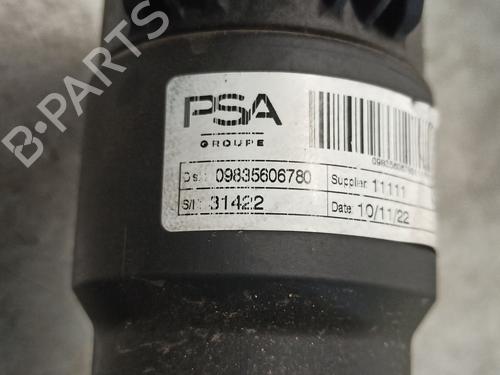 B-PARTS
PSA
GROUPE
09835606780
Supplier: 11111
31422
Date: 10/11/22